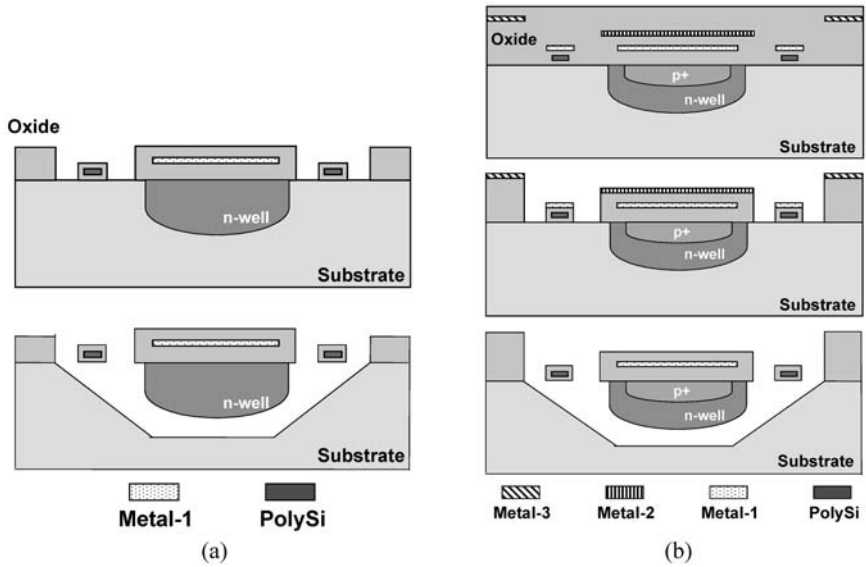 Oxide
n-well
Substrate
n-well
Substrate
Metal-1
PolySi
(a)
Oxide
p+
n-well
Substrate
p+
n-well
Substrate
p+
n-well
Substrate
Metal-3
Metal-2
Metal-1
PolySi
(b)